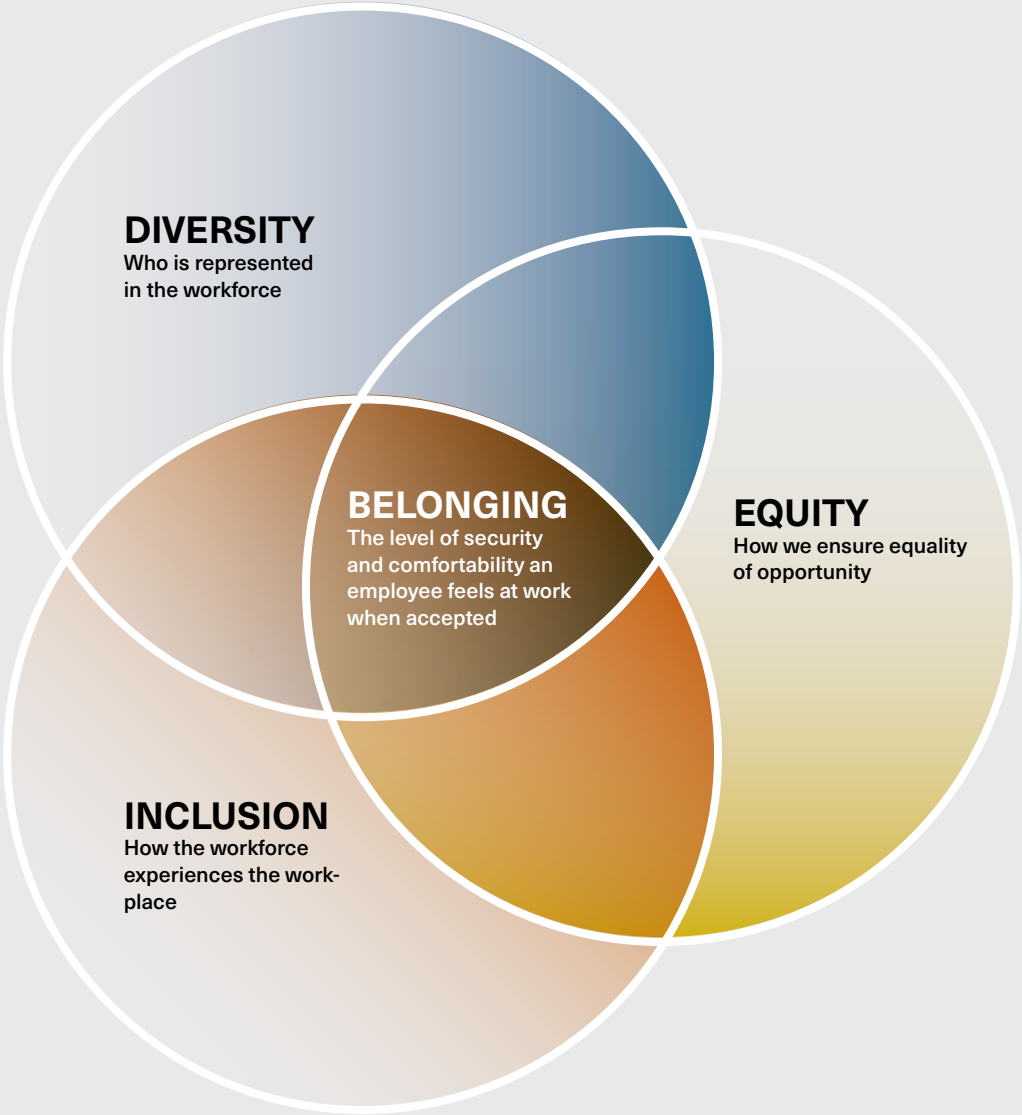 DIVERSITY
Who is represented
in the workforce
BELONGING
The level of security
and comfortability an
employee feels at work
when accepted
EQUITY
How we ensure equality
of opportunity
INCLUSION
How the workforce
experiences the work-
place